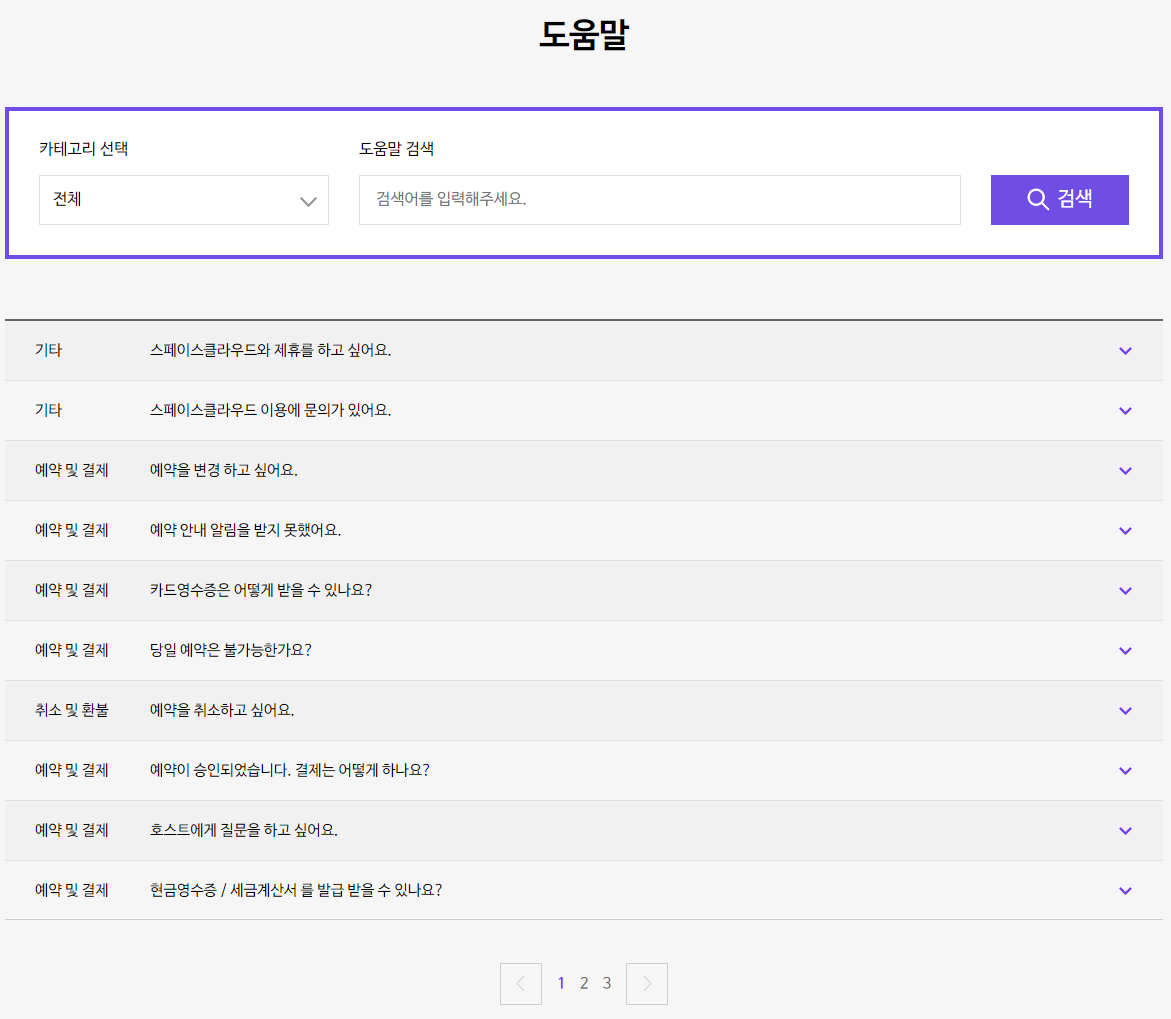 도움말
카테고리 선택 도움말 검색
전체 검색어를 입력해주세요. 검색
기타 스페이스클라우드와 제휴를 하고 싶어요.
기타 스페이스클라우드 이용에 문의가 있어요.
예약 및 결제 예약을 변경 하고 싶어요.
예약 및 결제 예약 안내 알림을 받지 못했어요.
예약 및 결제 카드영수증은 어떻게 받을 수 있나요?
예약 및 결제 당일 예약은 불가능한가요?
취소 및 환불 예약을 취소하고 싶어요.
예약 및 결제 예약이 승인되었습니다. 결제는 어떻게 하나요?
예약 및 결제 호스트에게 질문을 하고 싶어요.
예약 및 결제 현금영수증 / 세금계산서 를 발급 받을 수 있나요?
1 2 3